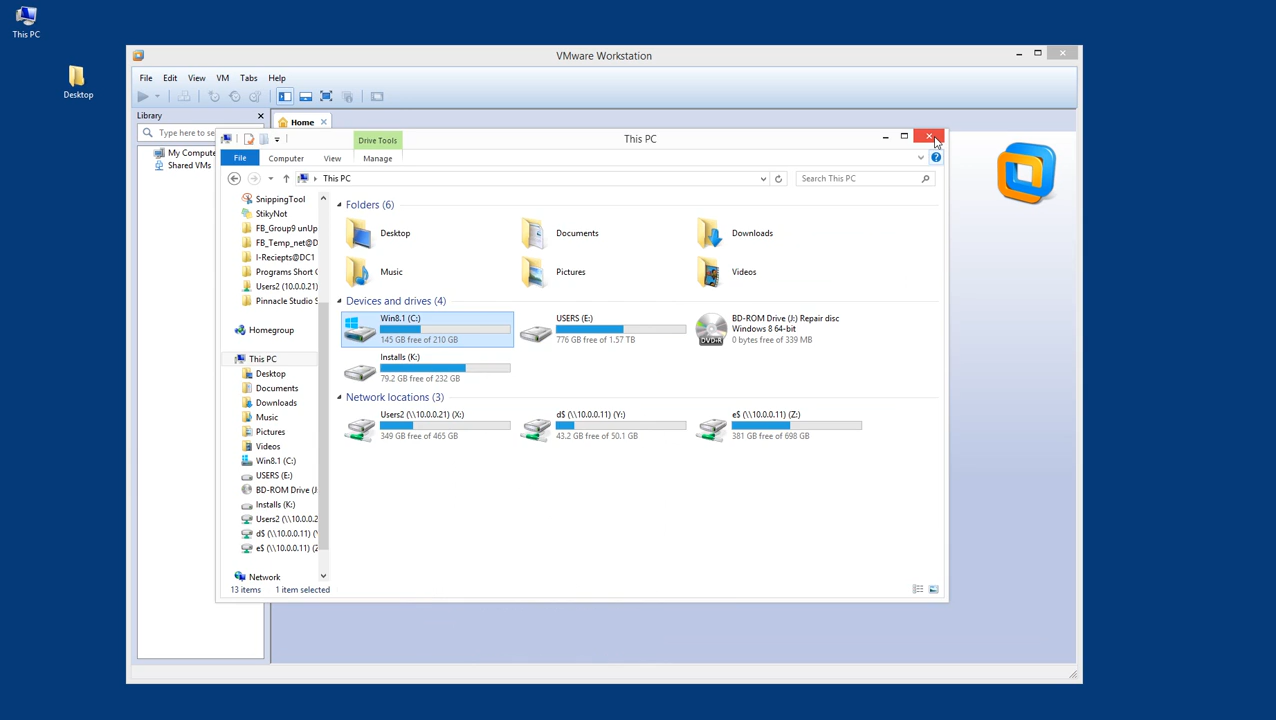 This PC
Desktop
VMware Workstation
File Edit View VM Tabs Help
Library
Home
Type here to se
My Compute
Shared VMs
Drive Tools
This PC
File Computer View Manage
This PC
Search This PC
SnippingTool
StikyNot
FB_Group9 unUp
FB_Temp_net@D
I-Reciepts@DC1
Programs Short C
Users2 (10.0.0.21)
Pinnacle Studio S
Homegroup
This PC
Desktop
Documents
Downloads
Music
Pictures
Videos
Win8.1 (C:)
USERS (E:)
BD-ROM Drive (J
Installs (K:)
Users2 (\\10.0.0.2
d$ (\\10.0.0.11) (Y
e$ (\\10.0.0.11) (Z
Network
Folders (6)
Desktop
Documents
Downloads
Music
Pictures
Videos
Devices and drives (4)
Win8.1 (C:)
145 GB free of 210 GB
USERS (E:)
776 GB free of 1.57 TB
BD-ROM Drive (J:) Repair disc
Windows 8 64-bit
0 bytes free of 339 MB
DVD-R
Installs (K:)
79.2 GB free of 232 GB
Network locations (3)
Users2 (\\10.0.0.21) (X:)
349 GB free of 465 GB
d$ (\\10.0.0.11) (Y:)
43.2 GB free of 50.1 GB
e$ (\\10.0.0.11) (Z:)
381 GB free of 698 GB
13 items 1 item selected